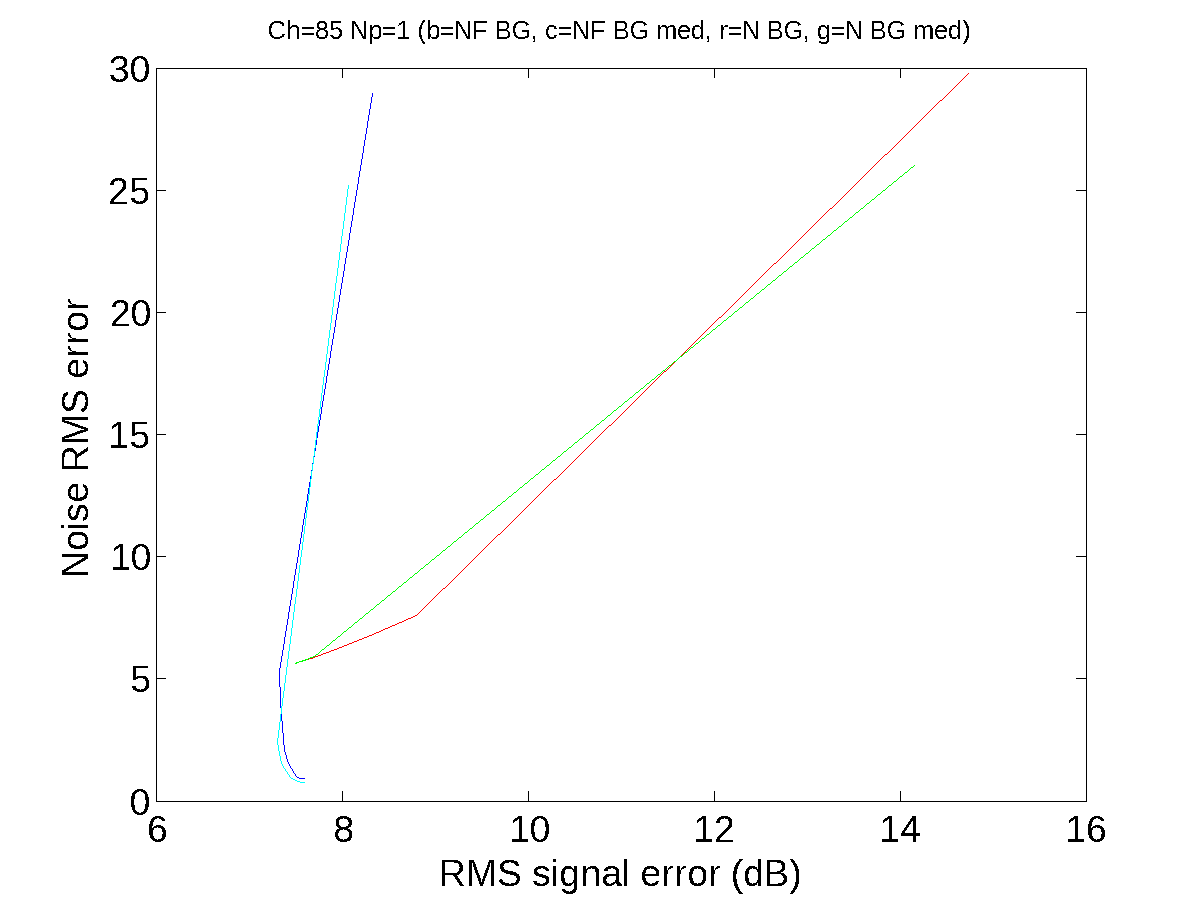 Ch=85 Np=1 (b=NF BG, c=NF BG med, r=N BG, g=N BG med)
30
25
20
15
10
5
0
Noise RMS error
6 8 10 12 14 16
RMS signal error (dB)